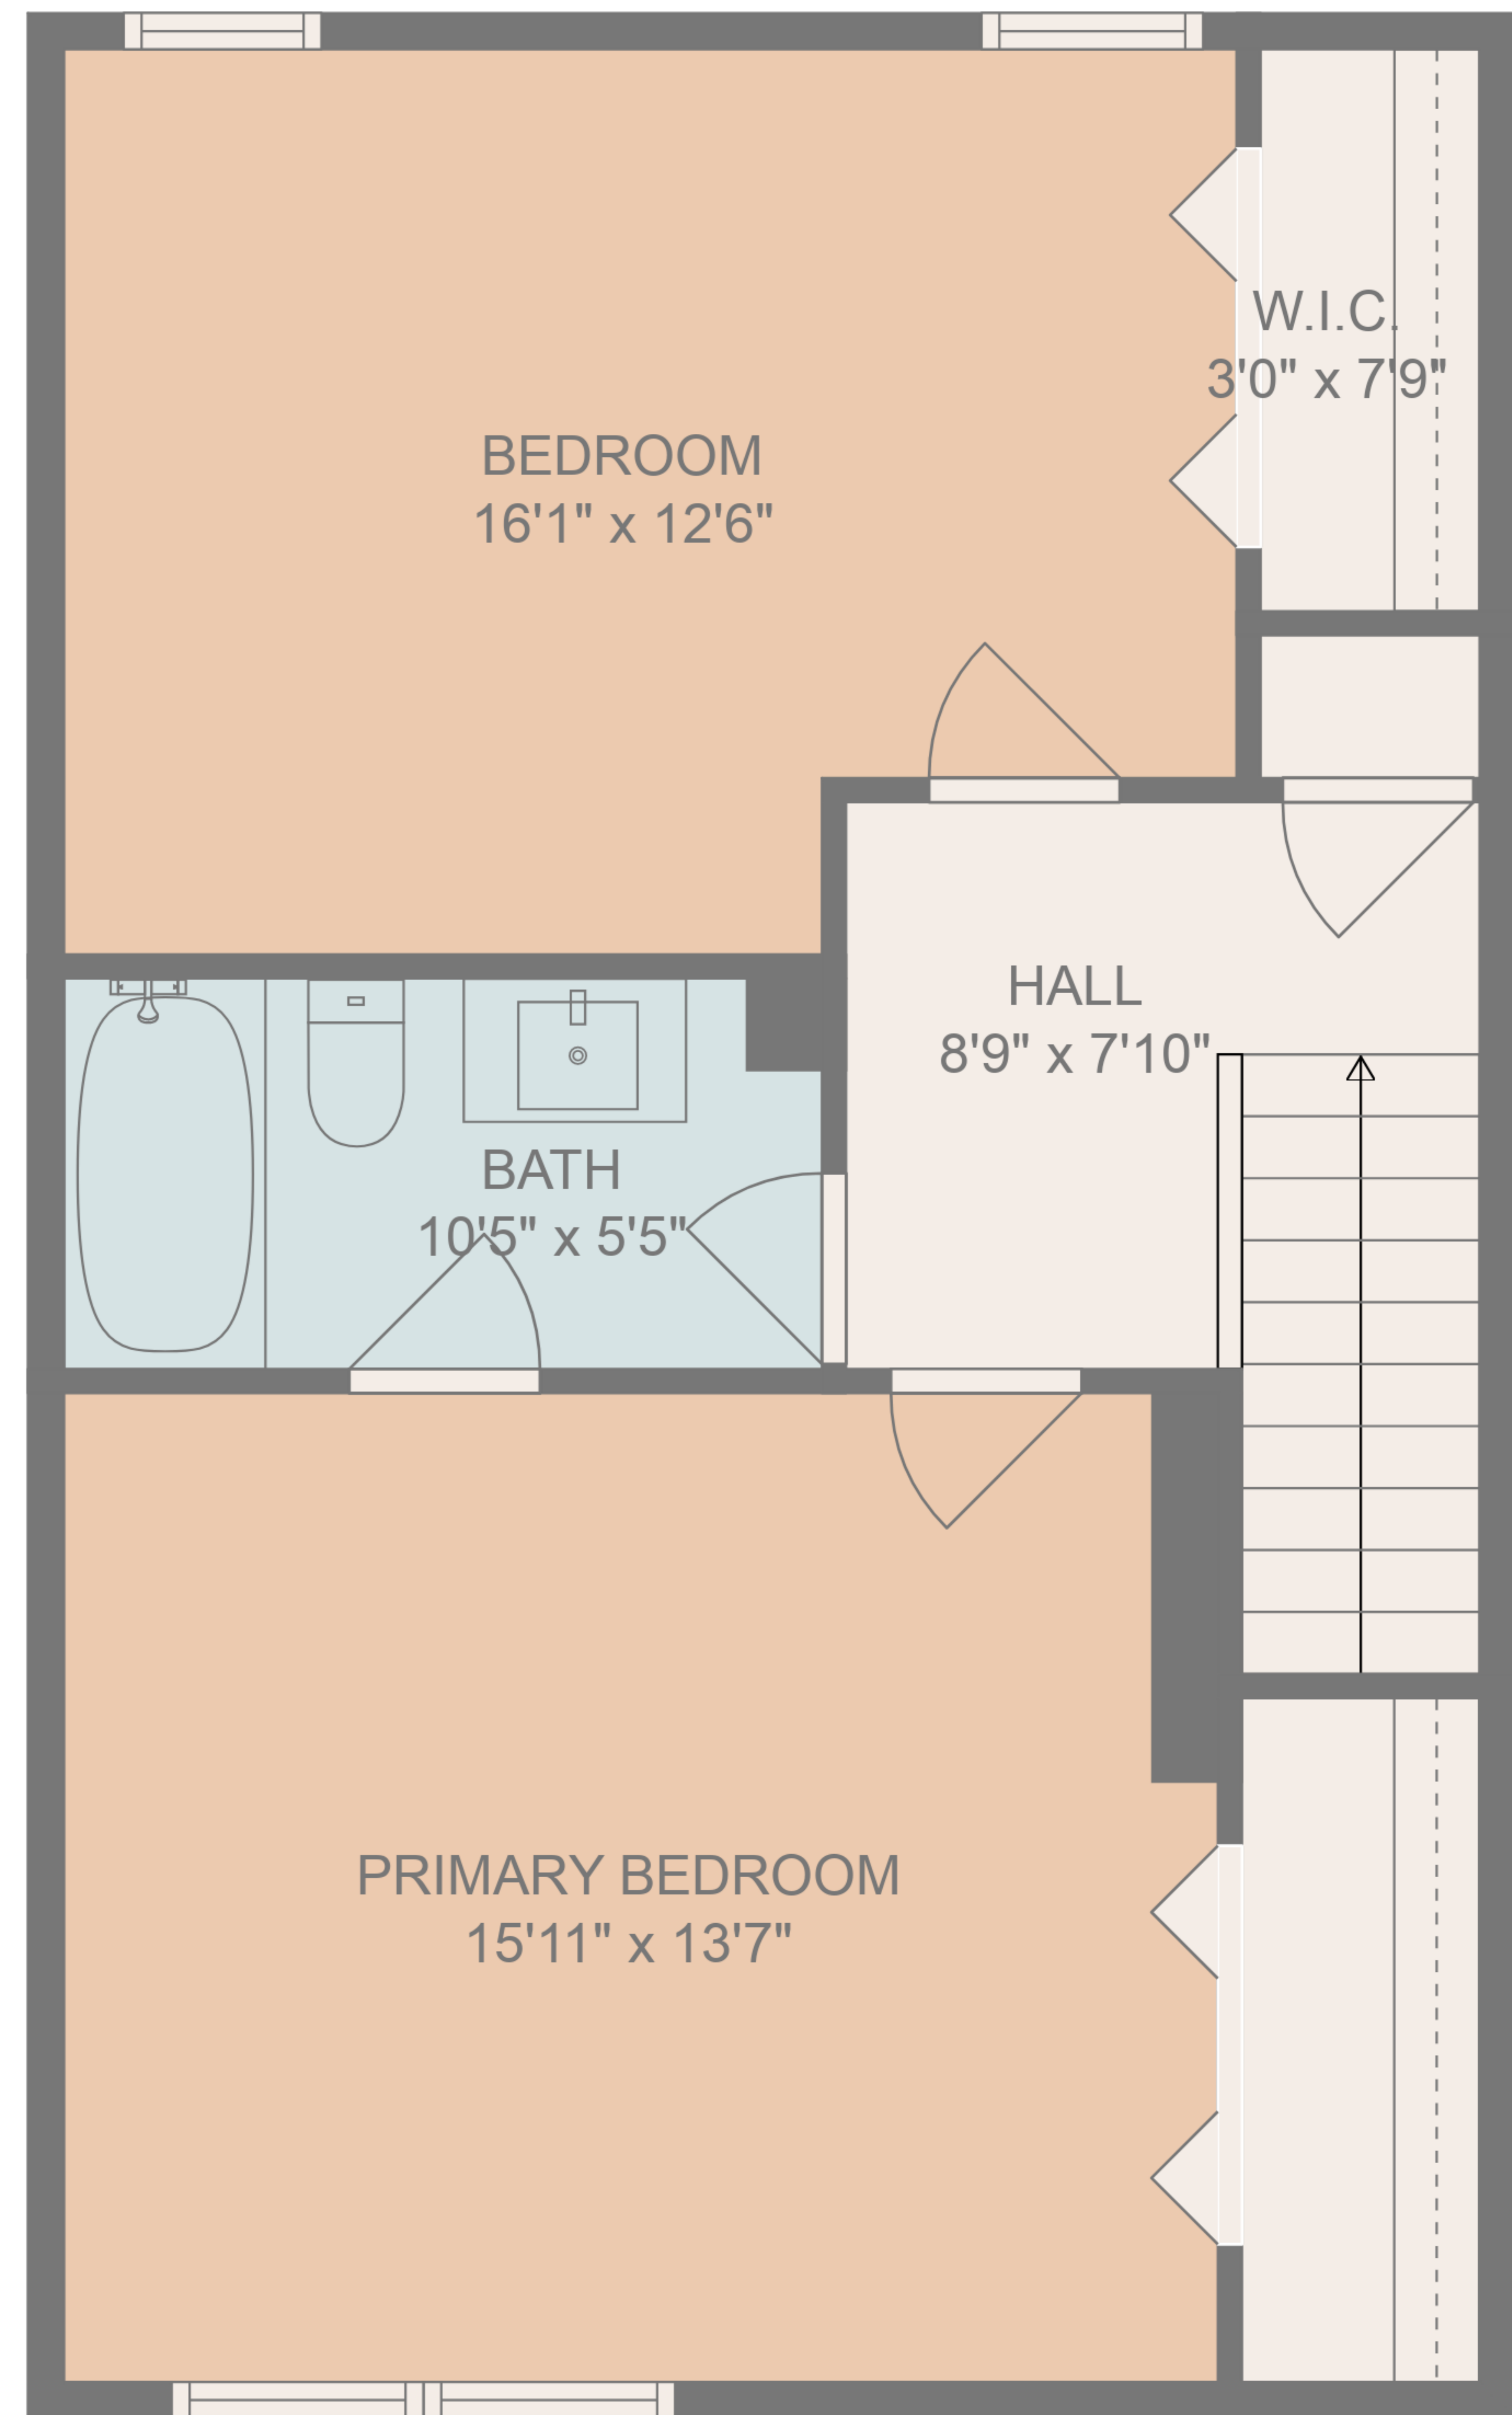 W.I.C.
3'0" x 7'9"
BEDROOM
16'1" x 12'6"
HALL
8'9" x 7'10"
BATH
10'5" x 5'5"
PRIMARY BEDROOM
15'11" x 13'7"